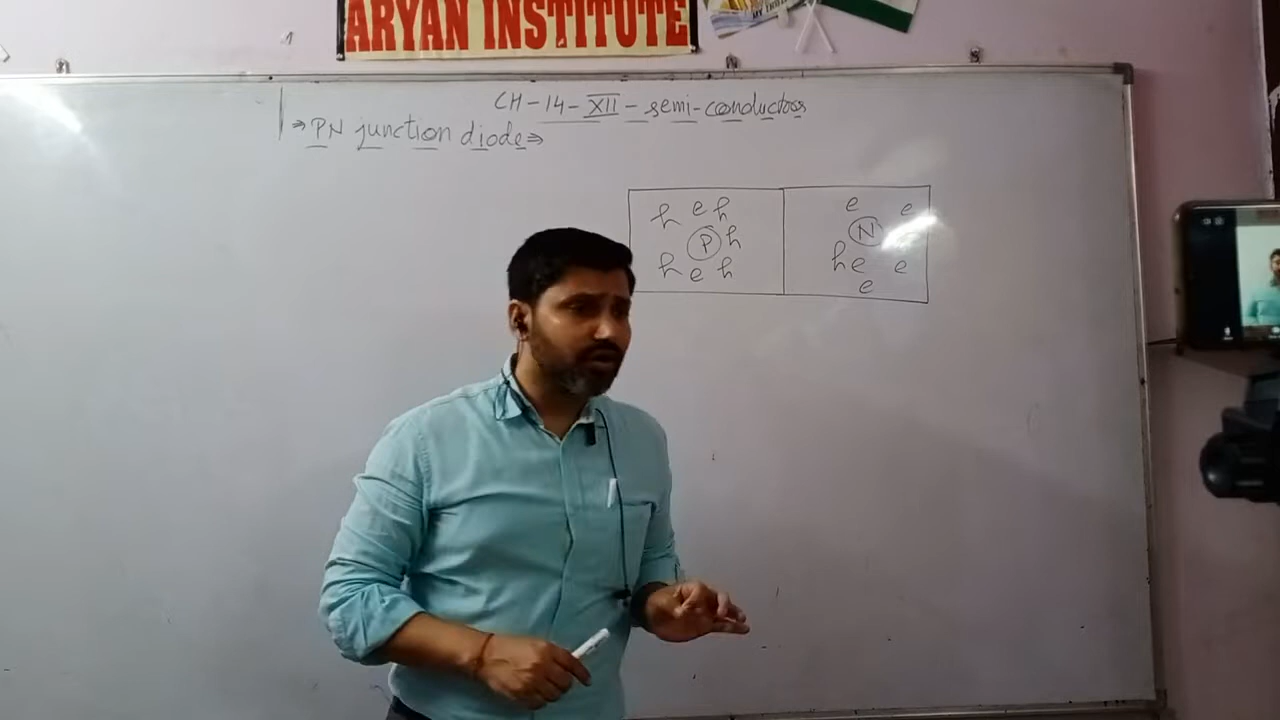 ARYAN INSTITUTE
CH-14-XII-semi-conductors
⇒ PN junction diode ⇒
h e h
P h
h e h
e e
N
h e e
e